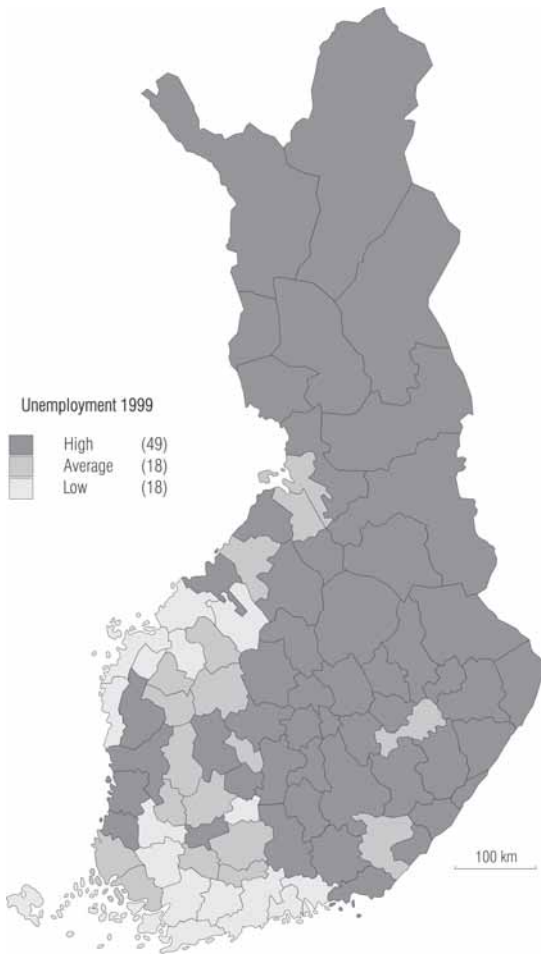 Unemployment 1999
High (49)
Average (18)
Low (18)
100 km